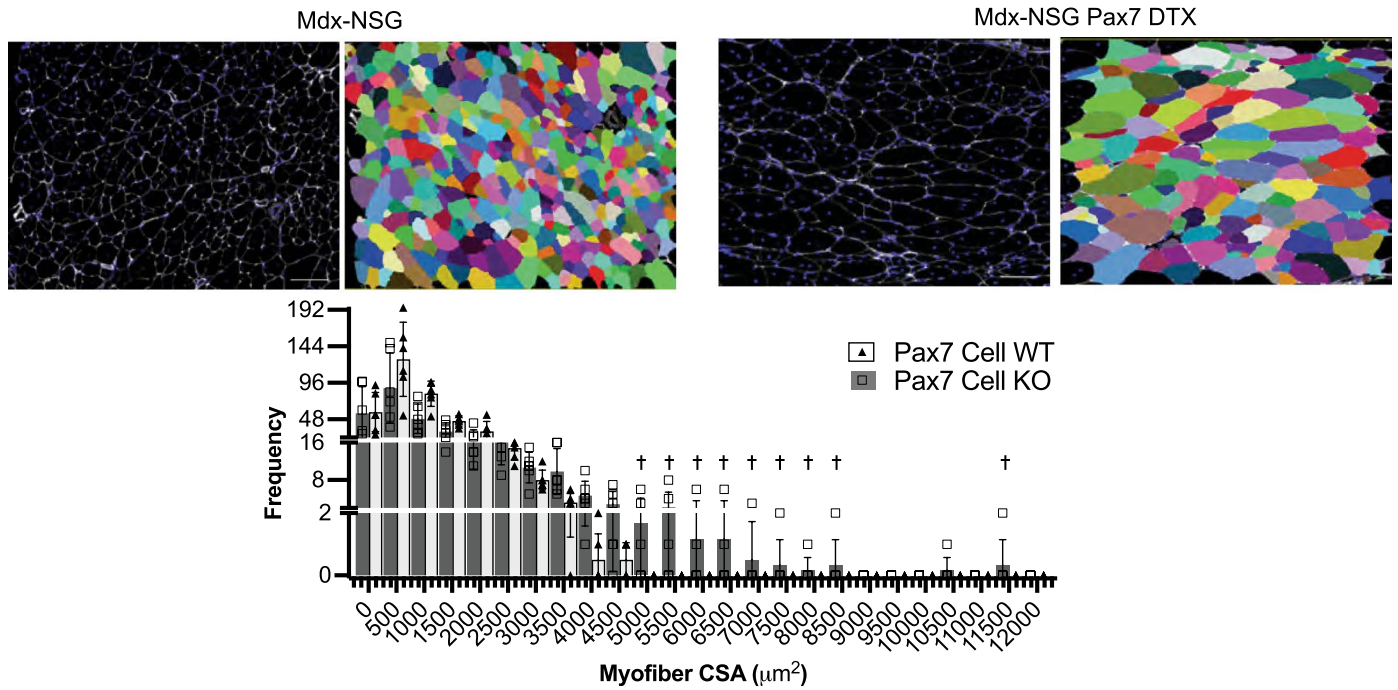 Mdx-NSG
Mdx-NSG Pax7 DTX
192
144
96
48
16
8
2
0
Frequency
Pax7 Cell WT
Pax7 Cell KO
† † † † † † † † †
0 500 1000 1500 2000 2500 3000 3500 4000 4500 5000 5500 6000 6500 7000 7500 8000 8500 9000 9500 10000 10500 11000 11500 12000
Myofiber CSA (μm²)